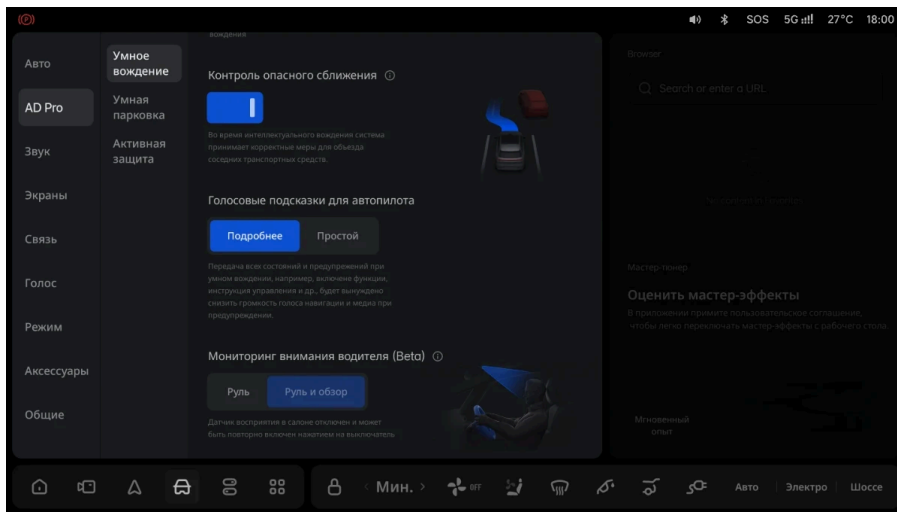 (P)
SOS 5G 27°C 18:00
Авто
AD Pro
Звук
Экраны
Связь
Голос
Режим
Аксессуары
Общие
Умное
вождение
Умная
парковка
Активная
защита
вождения
Контроль опасного сближения
Во время интеллектуального вождения система
принимает корректные меры для объезда
соседних транспортных средств.
Голосовые подсказки для автопилота
Подробнее Простой
Передача всех состояний и предупреждений при
умном вождении, например, включение функции,
инструкция управления и др., будет вынуждено
снизить громкость голоса навигации и медиа при
предупреждении.
Мониторинг внимания водителя (Beta)
Руль Руль и обзор
Датчик восприятия в салоне отключен и может
быть повторно включен нажатием на выключатель
Browser
Search or enter a URL
Мастер-тюнер
Оценить мастер-эффекты
В приложении примите пользовательское соглашение,
чтобы легко переключать мастер-эффекты с рабочего стола
Мгновенный
опыт
< Мин. > OFF Авто Электро Шоссе